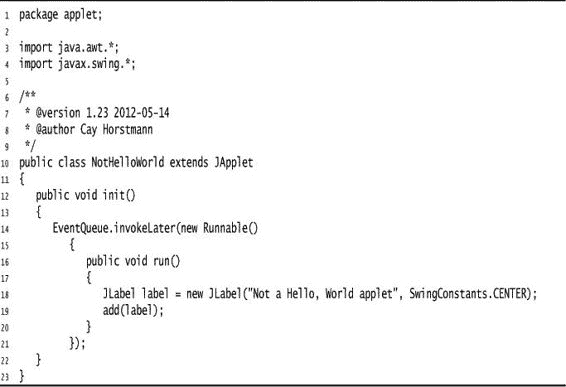 1 package applet;
2
3 import java.awt.*;
4 import javax.swing.*;
5
6 /**
7  * @version 1.23 2012-05-14
8  * @author Cay Horstmann
9  */
10 public class NotHelloWorld extends JApplet
11 {
12    public void init()
13    {
14       EventQueue.invokeLater(new Runnable()
15          {
16             public void run()
17             {
18                JLabel label = new JLabel("Not a Hello, World applet", SwingConstants.CENTER);
19                add(label);
20             }
21          });
22    }
23 }